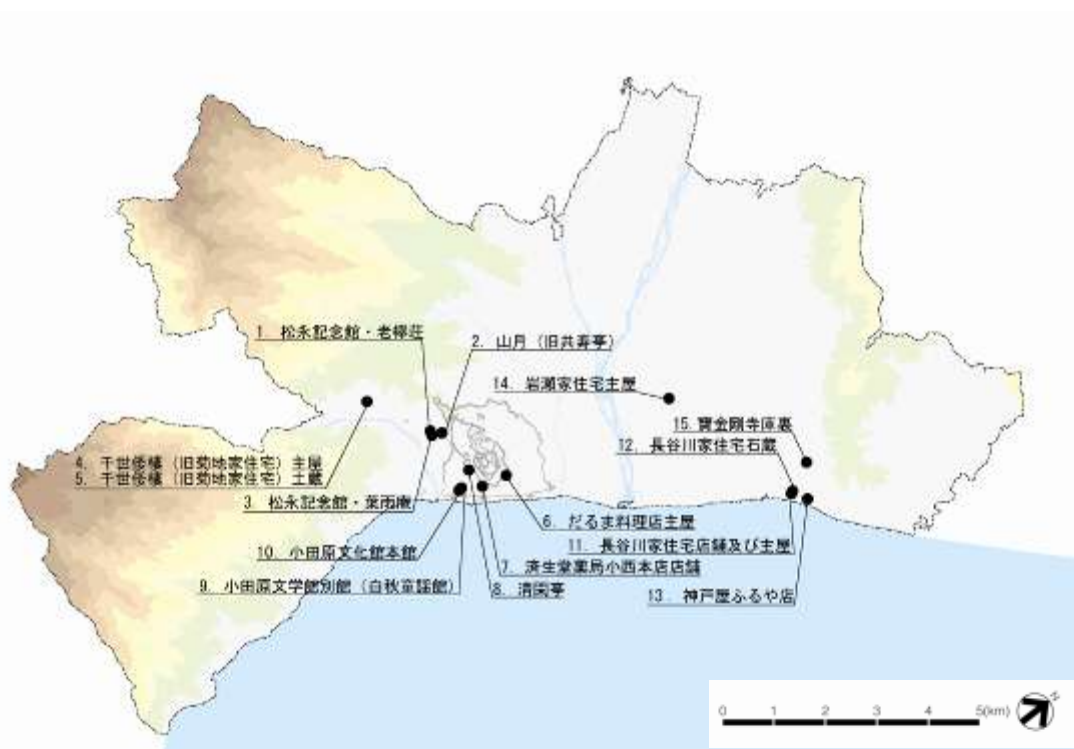 1. 松永記念館・老欅荘
2. 山月（旧共寿亭）
14. 岩瀬家住宅主屋
15. 寶金剛寺庫裏
12. 長谷川家住宅石蔵
4. 千世倭樓（旧菊地家住宅）主屋
5. 千世倭樓（旧菊地家住宅）土蔵
3. 松永記念館・葉雨庵
6. だるま料理店主屋
10. 小田原文化館本館
11. 長谷川家住宅店舗及び主屋
7. 済生堂薬局小西本店店舗
9. 小田原文学館別館（白秋童謡館）
8. 清閑亭
13. 神戸屋ふるや店
0 1 2 3 4 5(km)
N